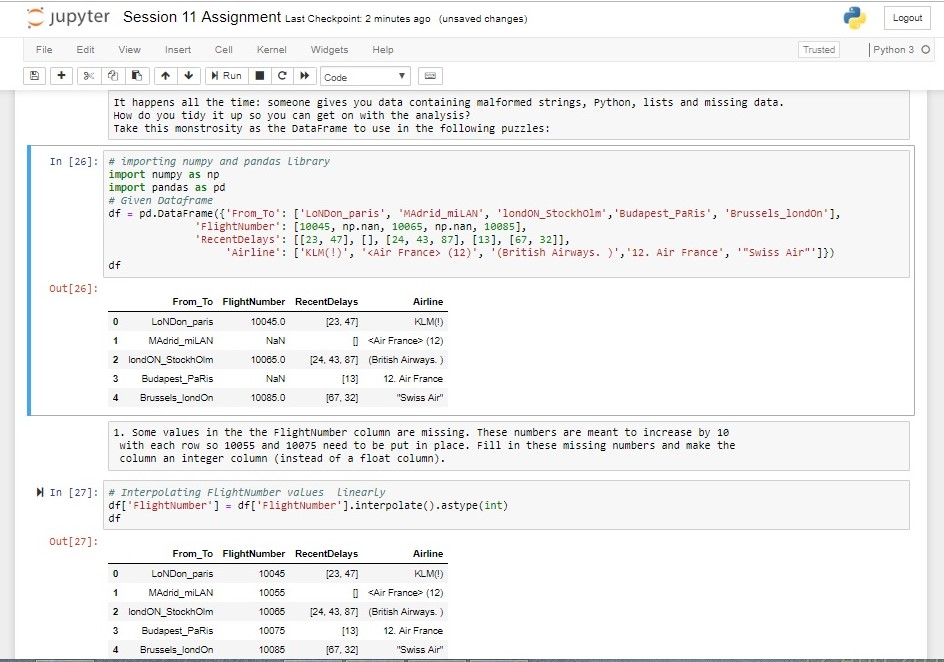 jupyter Session 11 Assignment Last Checkpoint: 2 minutes ago (unsaved changes) Logout
File Edit View Insert Cell Kernel Widgets Help Trusted Python 3
Run Code
It happens all the time: someone gives you data containing malformed strings, Python, lists and missing data.
How do you tidy it up so you can get on with the analysis?
Take this monstrosity as the DataFrame to use in the following puzzles:
In [26]: # importing numpy and pandas library
import numpy as np
import pandas as pd
# Given Dataframe
df = pd.DataFrame({'From_To': ['LoNDon_paris', 'MAdrid_miLAN', 'londON_StockhOlm','Budapest_PaRis', 'Brussels_londOn'],
'FlightNumber': [10045, np.nan, 10065, np.nan, 10085],
'RecentDelays': [[23, 47], [], [24, 43, 87], [13], [67, 32]],
'Airline': ['KLM(!)', '<Air France> (12)', '(British Airways. )','12. Air France', '"Swiss Air"']})
df
Out[26]:
From_To FlightNumber RecentDelays Airline
0 LoNDon_paris 10045.0 [23, 47] KLM(!)
1 MAdrid_miLAN NaN [] <Air France> (12)
2 londON_StockhOlm 10065.0 [24, 43, 87] (British Airways. )
3 Budapest_PaRis NaN [13] 12. Air France
4 Brussels_londOn 10085.0 [67, 32] "Swiss Air"
1. Some values in the the FlightNumber column are missing. These numbers are meant to increase by 10
with each row so 10055 and 10075 need to be put in place. Fill in these missing numbers and make the
column an integer column (instead of a float column).
In [27]: # Interpolating FlightNumber values linearly
df['FlightNumber'] = df['FlightNumber'].interpolate().astype(int)
df
Out[27]:
From_To FlightNumber RecentDelays Airline
0 LoNDon_paris 10045 [23, 47] KLM(!)
1 MAdrid_miLAN 10055 [] <Air France> (12)
2 londON_StockhOlm 10065 [24, 43, 87] (British Airways. )
3 Budapest_PaRis 10075 [13] 12. Air France
4 Brussels_londOn 10085 [67, 32] "Swiss Air"